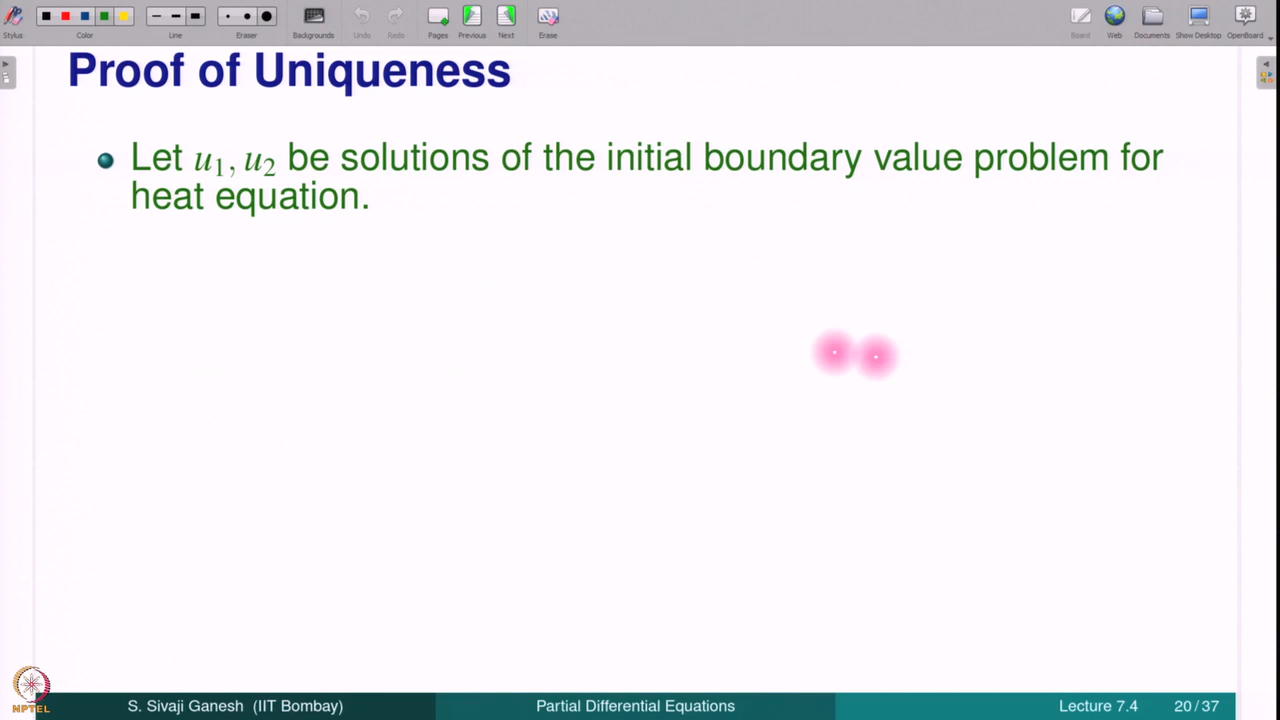 Stylus Color Line Eraser Backgrounds Undo Redo Pages Previous Next Erase Board Web Documents Show Desktop OpenBoard
Proof of Uniqueness
Let u₁, u₂ be solutions of the initial boundary value problem for
heat equation.
NPTEL
S. Sivaji Ganesh (IIT Bombay) Partial Differential Equations Lecture 7.4 20/37